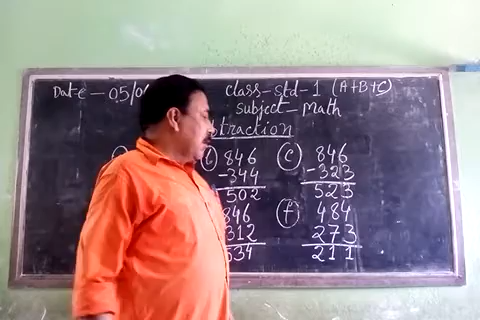 Date - 05/0
class - std - 1 (A+B+C)
subject - Math
traction
846 (c) 846
-344 -323
502 523
846 (f) 484
312 273
534 211